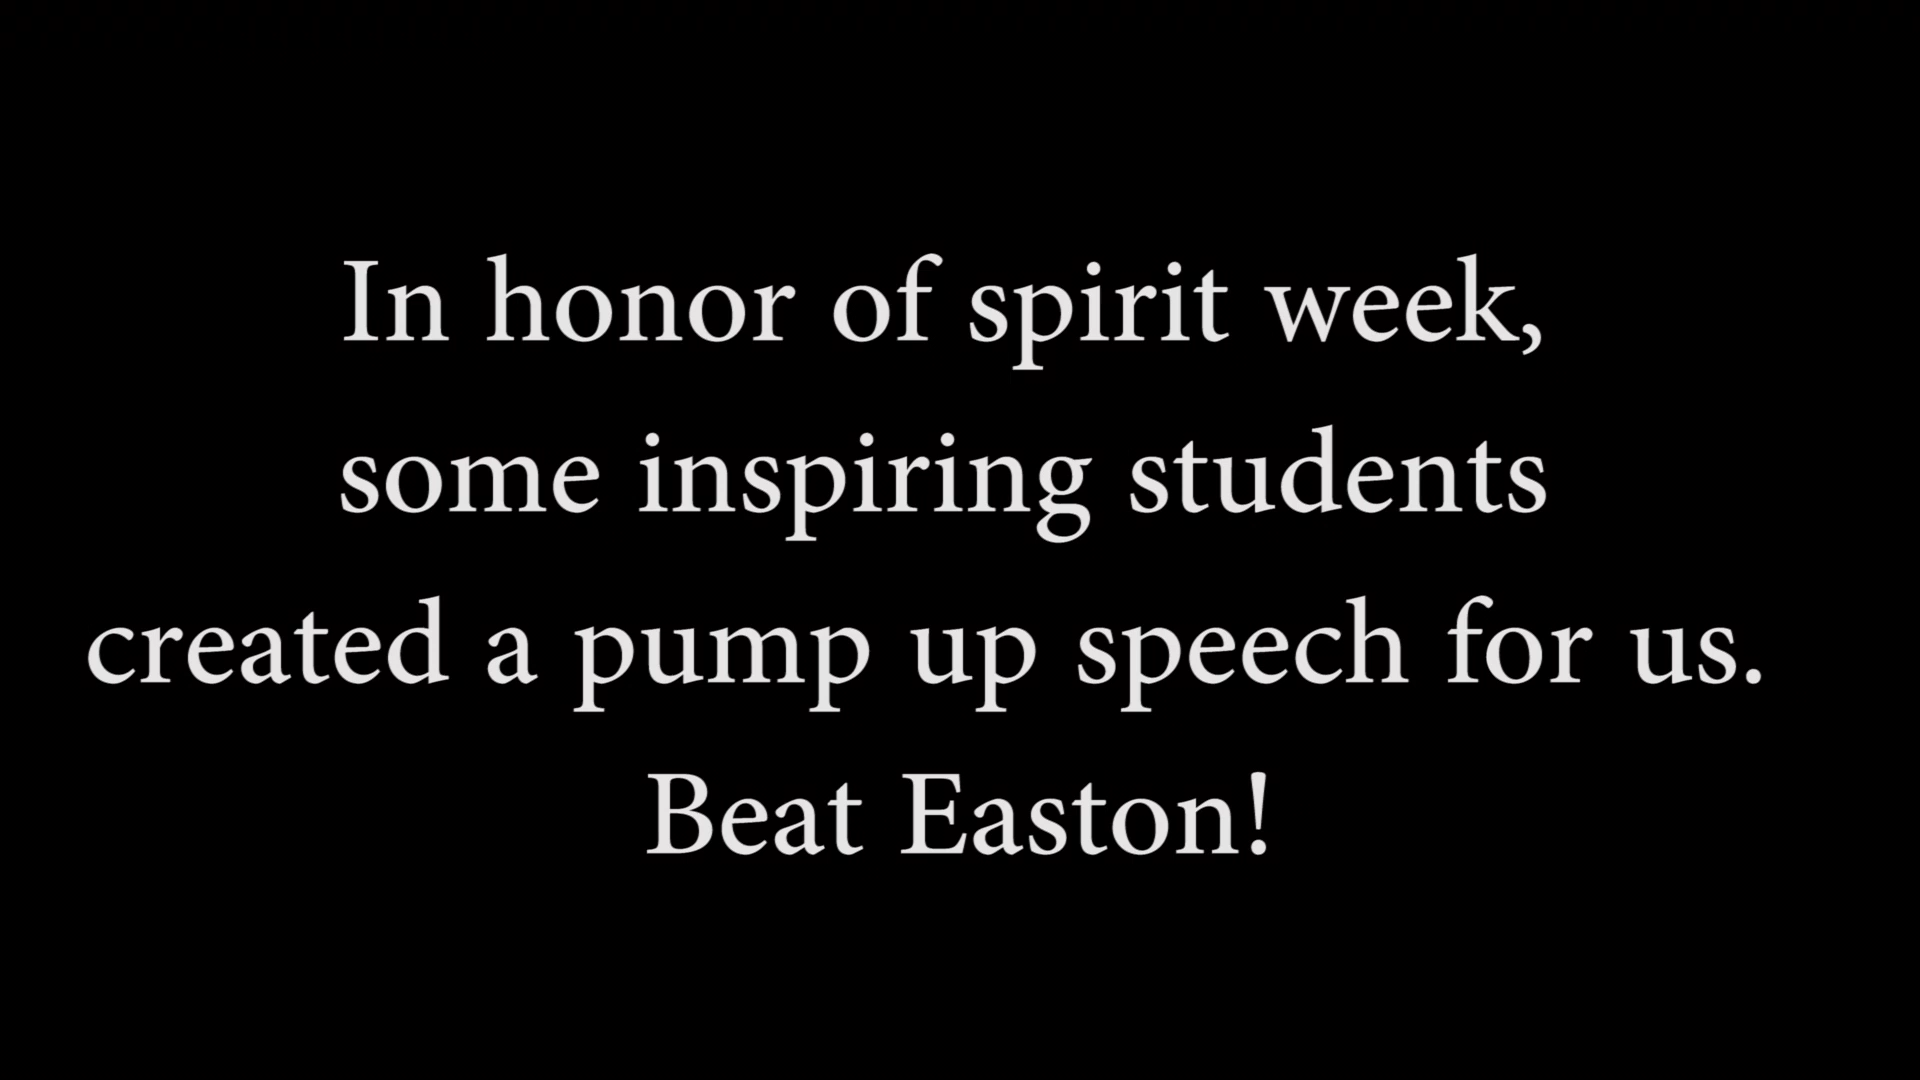 In honor of spirit week,
some inspiring students
created a pump up speech for us.
Beat Easton!